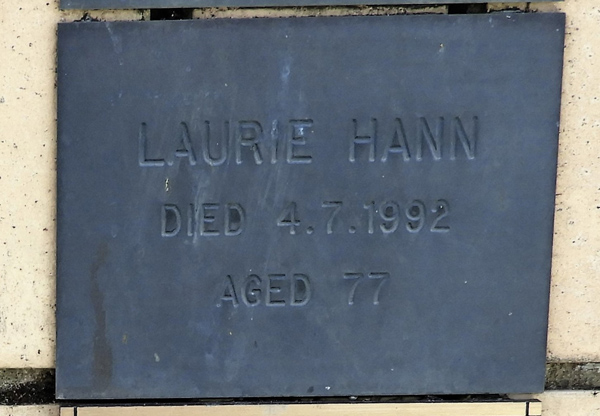 LAURIE HANN
DIED 4.7.1992
AGED 77